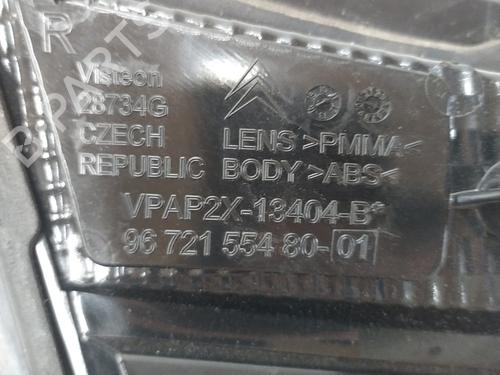 R
Visteon
28734G
CZECH LENS >PMMA<
REPUBLIC BODY >ABS<
VPAP2X-13404-B*
96 721 554 80-01